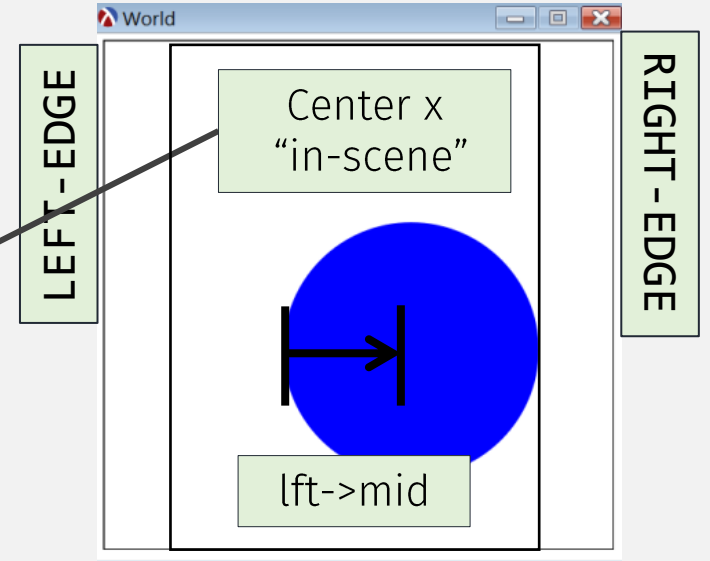 World
LEFT-EDGE
Center x
“in-scene”
RIGHT-EDGE
lft->mid